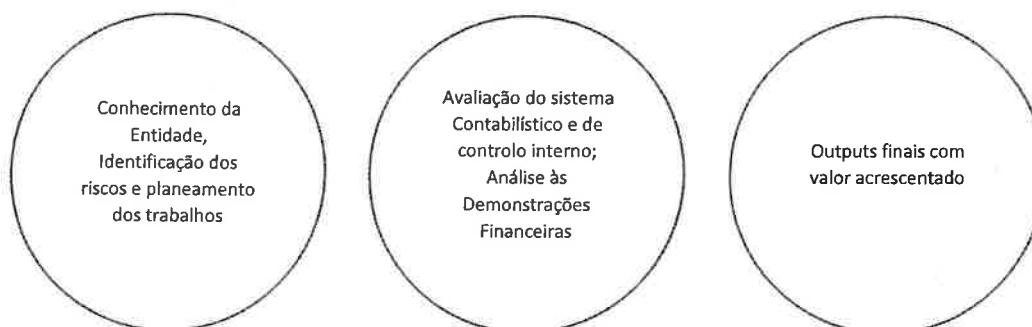 Conhecimento da
Entidade,
Identificação dos
riscos e planeamento
dos trabalhos
Avaliação do sistema
Contabilístico e de
controlo interno;
Análise às
Demonstrações
Financeiras
Outputs finais com
valor acrescentado